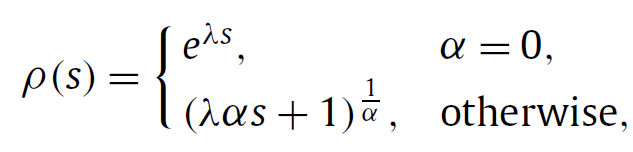 ρ(s) = { e^{λs}, α = 0,
(λαs + 1)^{1/α}, otherwise,